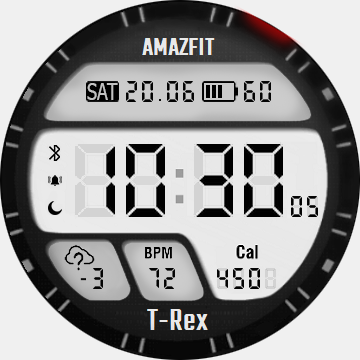 AMAZFIT
SAT 20.06 60
10:30 05
? -3
BPM
72
Cal
450
T-Rex